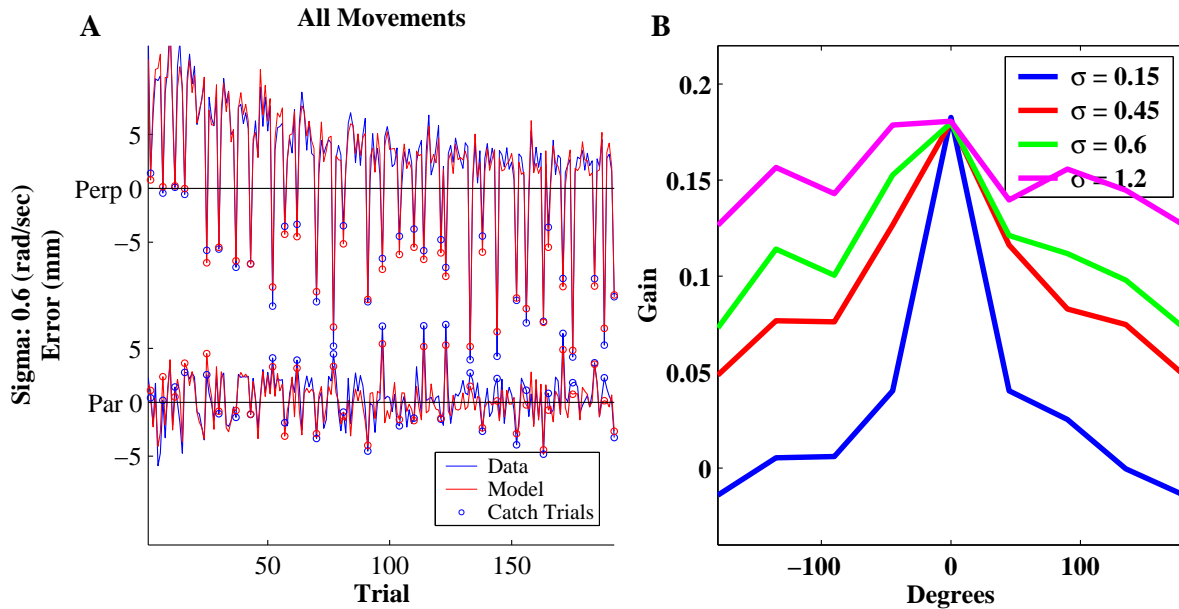 All Movements
A
Sigma: 0.6 (rad/sec)
Error (mm)
5
Perp 0
−5
5
Par 0
−5
Data
Model
Catch Trials
50
100
150
Trial
B
Gain
0.2
0.15
0.1
0.05
0
σ = 0.15
σ = 0.45
σ = 0.6
σ = 1.2
−100
0
100
Degrees